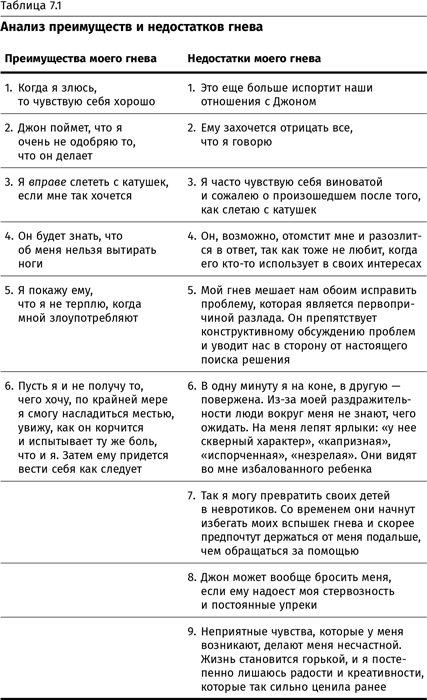 Таблица 7.1
Анализ преимуществ и недостатков гнева
Преимущества моего гнева
Недостатки моего гнева
1. Когда я злюсь,
то чувствую себя хорошо
1. Это еще больше испортит наши
отношения с Джоном
2. Джон поймет, что я
очень не одобряю то,
что он делает
2. Ему захочется отрицать все,
что я говорю
3. Я вправе слететь с катушек,
если мне так хочется
3. Я часто чувствую себя виноватой
и сожалею о произошедшем после того,
как слетаю с катушек
4. Он будет знать, что
об меня нельзя вытирать
ноги
4. Он, возможно, отомстит мне и разозлит-
ся в ответ, так как тоже не любит, когда
его кто-то использует в своих интересах
5. Я покажу ему,
что я не терплю, когда
мной злоупотребляют
5. Мой гнев мешает нам обоим исправить
проблему, которая является первопри-
чиной разлада. Он препятствует
конструктивному обсуждению проблем
и уводит нас в сторону от настоящего
поиска решения
6. Пусть я и не получу то,
чего хочу, по крайней мере
я смогу насладиться местью,
увижу, как он корчится
и испытывает ту же боль,
что и я. Затем ему придется
вести себя как следует
6. В одну минуту я на коне, в другую —
повержена. Из-за моей раздражитель-
ности люди вокруг меня не знают, чего
ожидать. На меня лепят ярлыки: «у нее
скверный характер», «капризная»,
«испорченная», «незрелая». Они видят
во мне избалованного ребенка
7. Так я могу превратить своих детей
в невротиков. Со временем они начнут
избегать моих вспышек гнева и скорее
предпочтут держаться от меня подальше,
чем обращаться за помощью
8. Джон может вообще бросить меня,
если ему надоест моя стервозность
и постоянные упреки
9. Неприятные чувства, которые у меня
возникают, делают меня несчастной.
Жизнь становится горькой, и я посте-
пенно лишаюсь радости и креативности,
которые так сильно ценила ранее